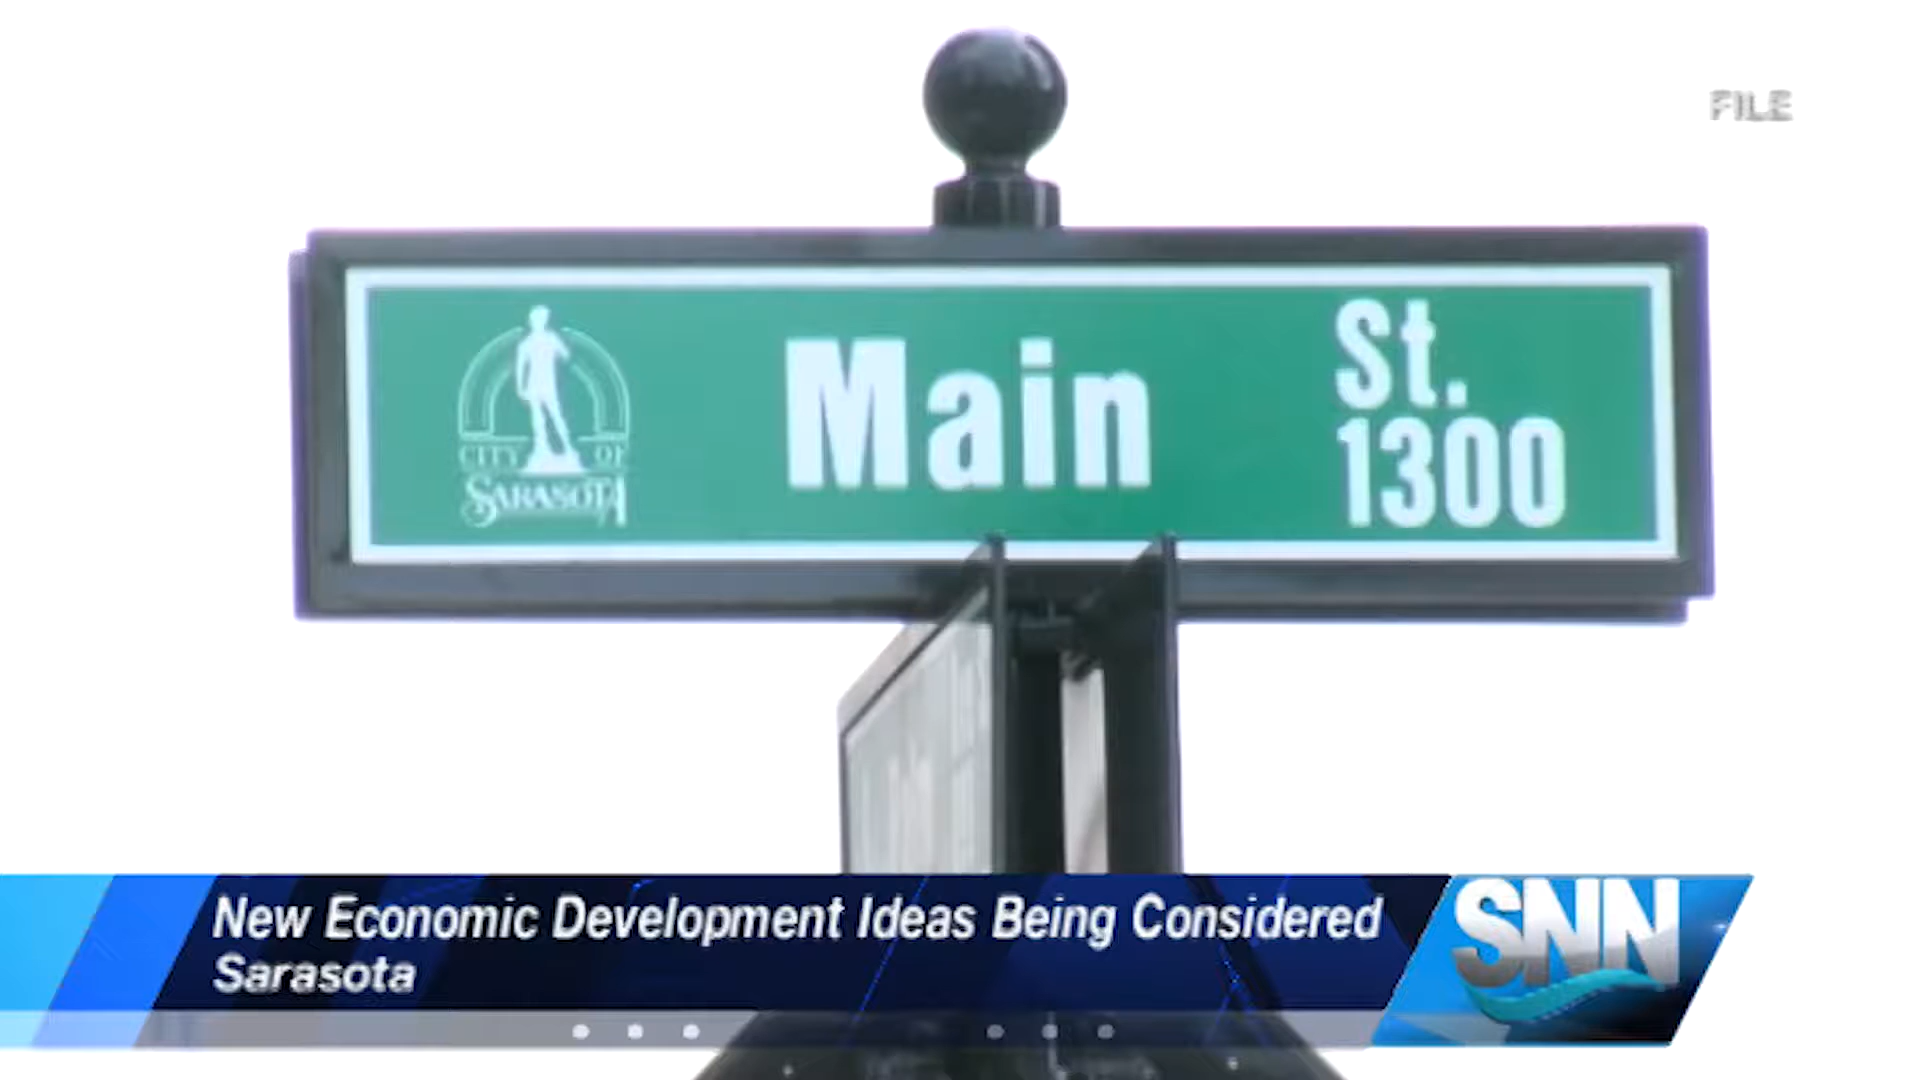 FILE
CITY OF
SARASOTA
Main
St.
1300
New Economic Development Ideas Being Considered
Sarasota
SNN